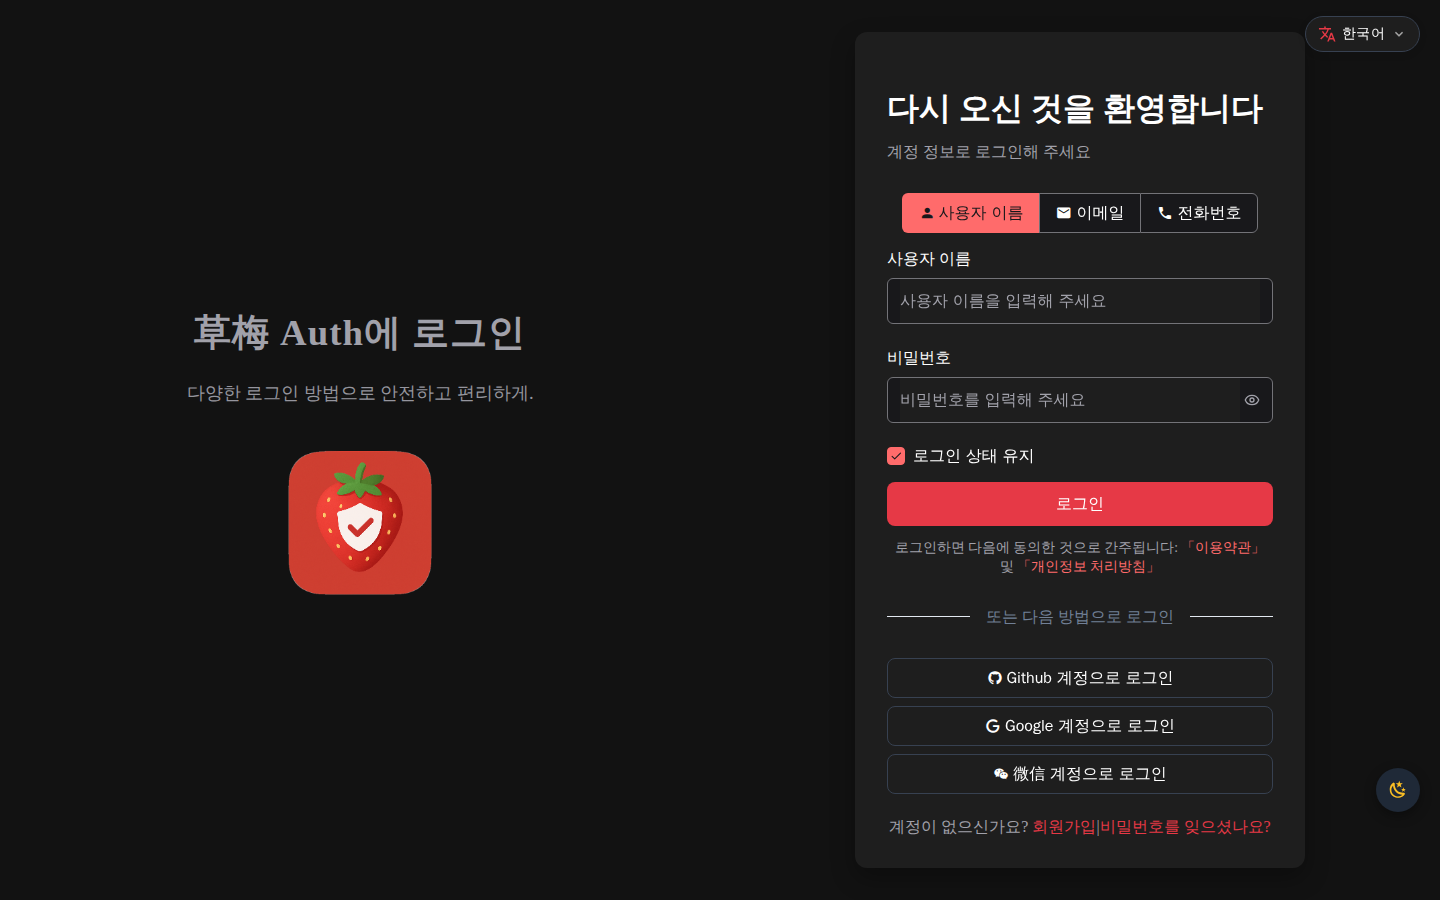 한국어
草梅 Auth에 로그인
다양한 로그인 방법으로 안전하고 편리하게.
다시 오신 것을 환영합니다
계정 정보로 로그인해 주세요
사용자 이름 이메일 전화번호
사용자 이름
사용자 이름을 입력해 주세요
비밀번호
비밀번호를 입력해 주세요
로그인 상태 유지
로그인
로그인하면 다음에 동의한 것으로 간주됩니다: 「이용약관」
및 「개인정보 처리방침」
또는 다음 방법으로 로그인
Github 계정으로 로그인
Google 계정으로 로그인
微信 계정으로 로그인
계정이 없으신가요? 회원가입|비밀번호를 잊으셨나요?